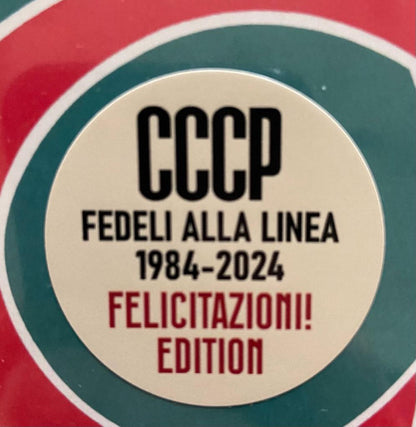 CCCP
FEDELI ALLA LINEA
1984-2024
FELICITAZIONI!
EDITION